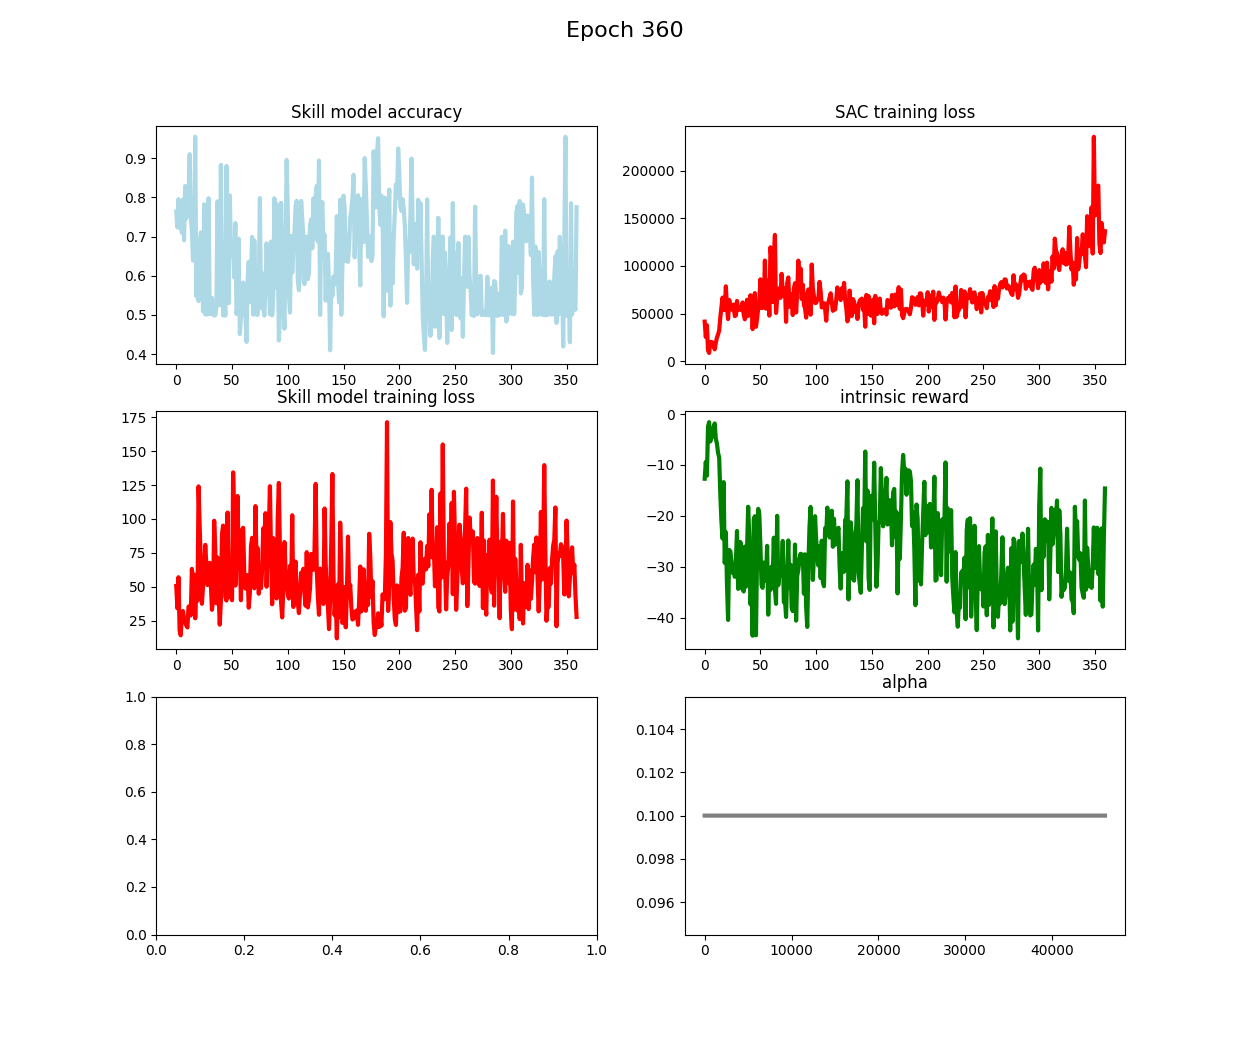 Epoch 360
Skill model accuracy
0.9
0.8
0.7
0.6
0.5
0.4
0 50 100 150 200 250 300 350
SAC training loss
200000
150000
100000
50000
0
0 50 100 150 200 250 300 350
Skill model training loss
175
150
125
100
75
50
25
0 50 100 150 200 250 300 350
intrinsic reward
0
−10
−20
−30
−40
0 50 100 150 200 250 300 350
1.0
0.8
0.6
0.4
0.2
0.0
0.0 0.2 0.4 0.6 0.8 1.0
alpha
0.104
0.102
0.100
0.098
0.096
0 10000 20000 30000 40000